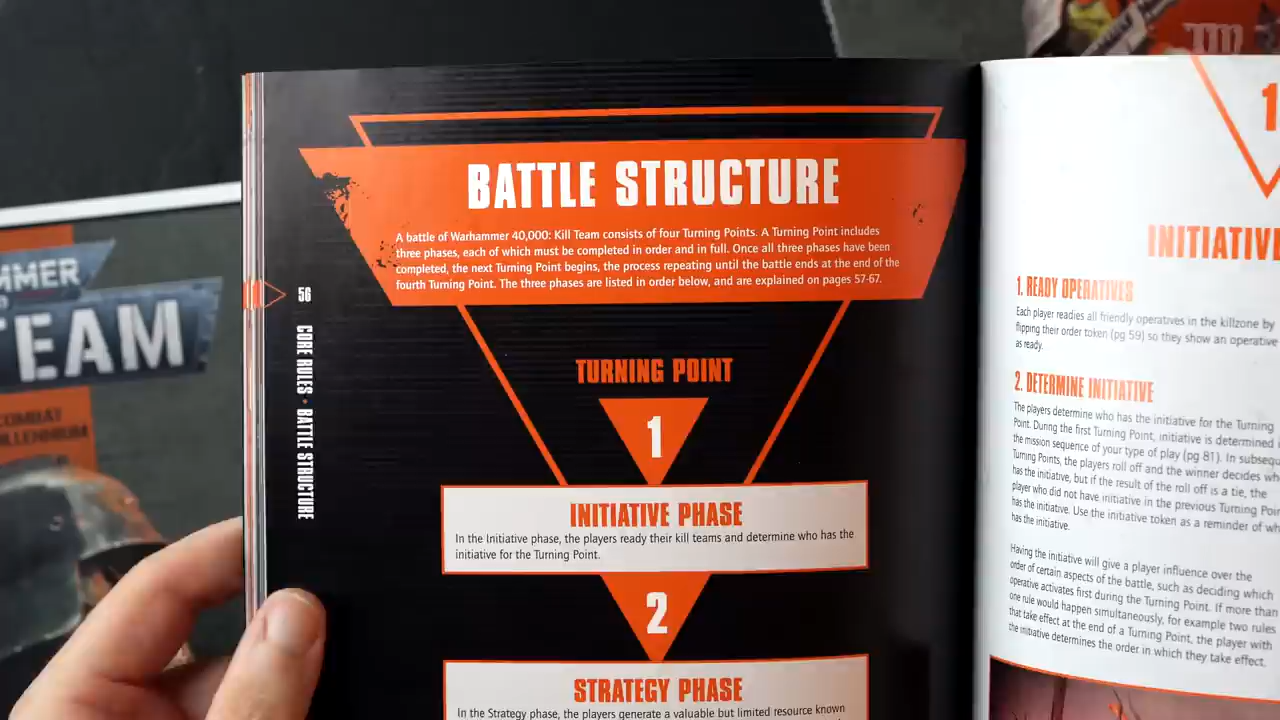 BATTLE STRUCTURE
A battle of Warhammer 40,000: Kill Team consists of four Turning Points. A Turning Point includes
three phases, each of which must be completed in order and in full. Once all three phases have been
completed, the next Turning Point begins, the process repeating until the battle ends at the end of the
fourth Turning Point. The three phases are listed in order below, and are explained on pages 57-67.
56
CORE RULES • BATTLE STRUCTURE
TURNING POINT
1
INITIATIVE PHASE
In the Initiative phase, the players ready their kill teams and determine who has the
initiative for the Turning Point.
2
STRATEGY PHASE
In the Strategy phase, the players generate a valuable but limited resource known
1
INITIATIVE
1. READY OPERATIVES
Each player readies all friendly operatives in the killzone by
flipping their order token (pg 59) so they show an operative
as ready.
2. DETERMINE INITIATIVE
The players determine who has the initiative for the Turning
Point. During the first Turning Point, initiative is determined
the mission sequence of your type of play (pg 81). In
Turning Points, the players roll off and the winner decides
has the initiative, but if the result of the roll off is a tie, the
player who did not have initiative in the previous Turning
has the initiative. Use the initiative token as a reminder of
has the initiative.
Having the initiative will give a player influence over the
order of certain aspects of the battle, such as deciding which
operative activates first during the Turning Point. If more than
one rule would happen simultaneously, for example two rules
that take effect at the end of a Turning Point, the player with
the initiative determines the order in which they take effect.
MMER
TEAM
COMBAT